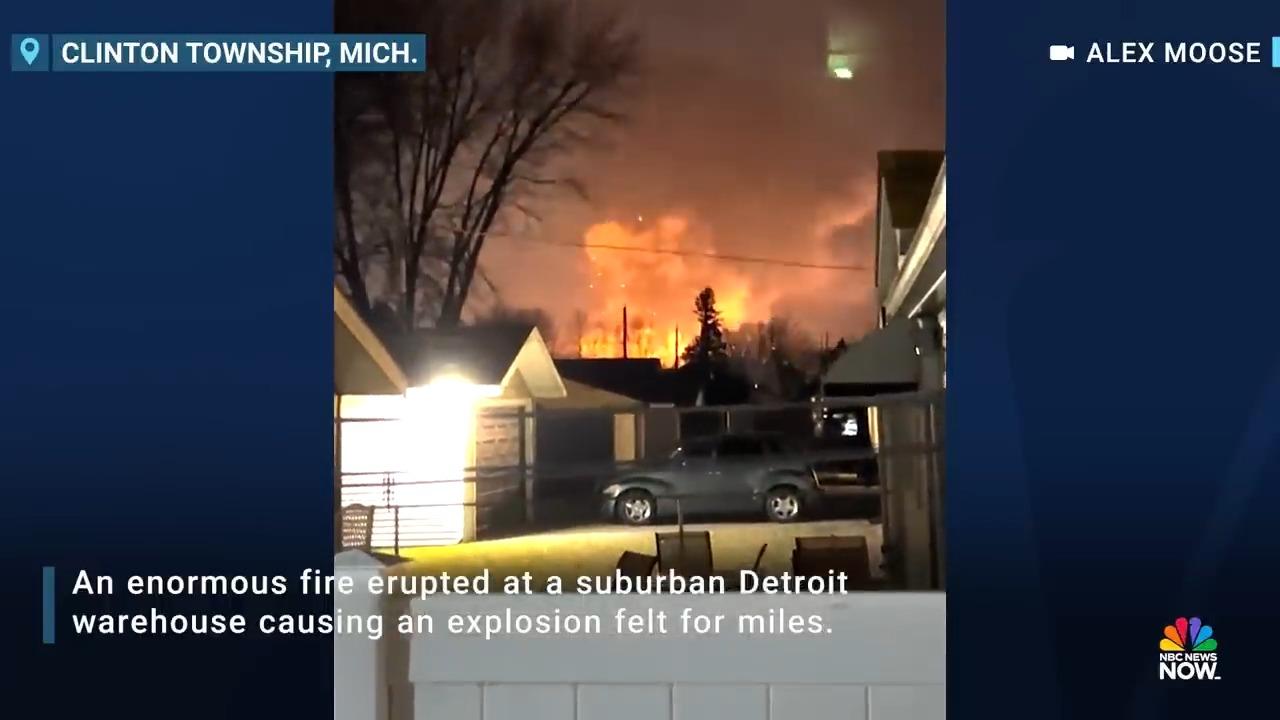 CLINTON TOWNSHIP, MICH.
ALEX MOOSE
An enormous fire erupted at a suburban Detroit
warehouse causing an explosion felt for miles.
NBC NEWS
NOW